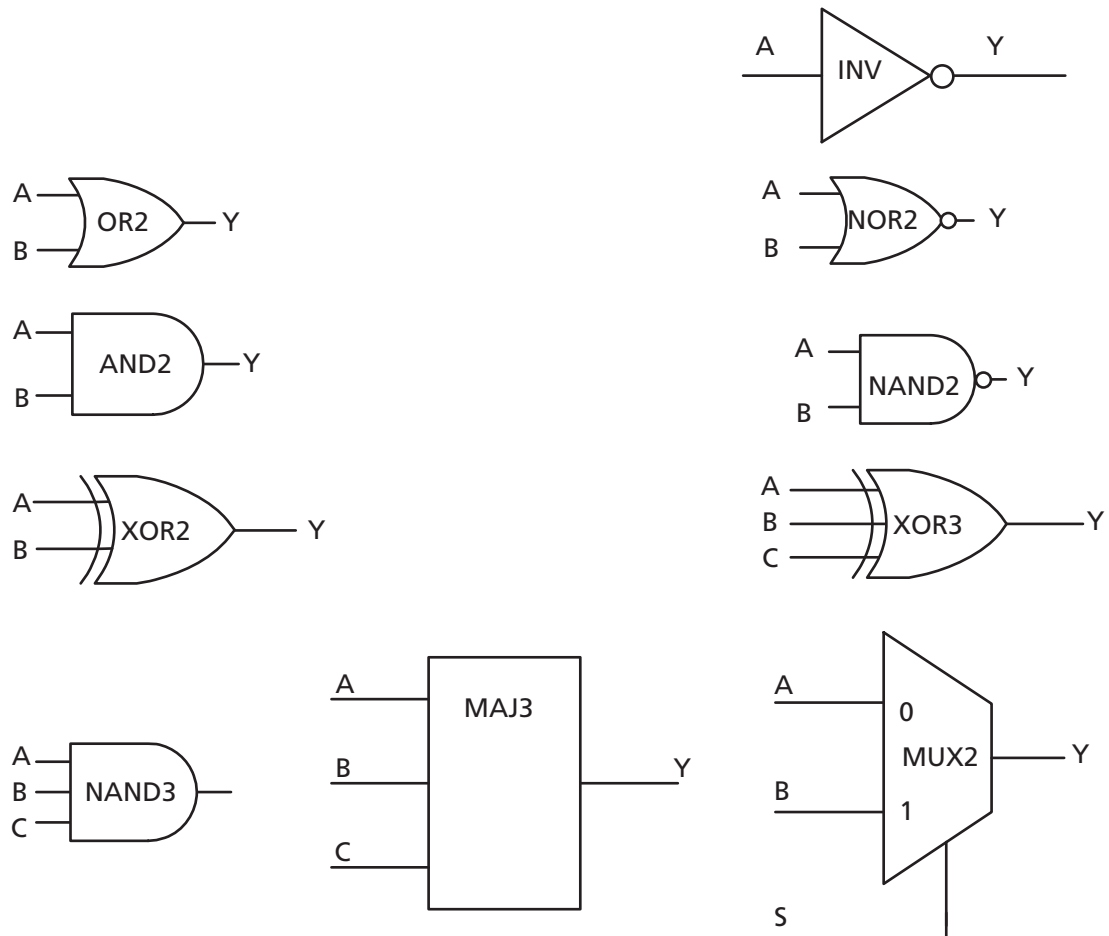 A INV Y
A OR2 Y
B
A NOR2 Y
B
A AND2 Y
B
A NAND2 Y
B
A XOR2 Y
B
A XOR3 Y
B
C
A
B NAND3
C
A MAJ3
B Y
C
A 0
MUX2 Y
B 1
S